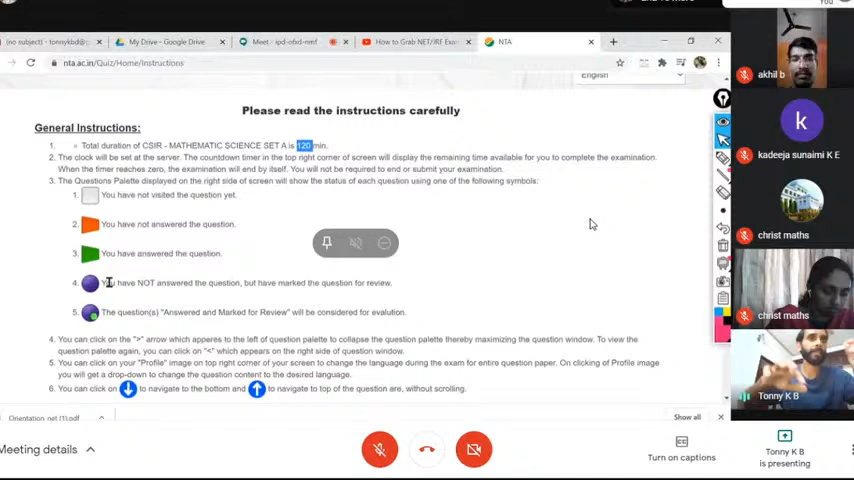 You
(no subject) - tonnykbd@
My Drive - Google Drive
Meet - ipd-ofxd-nmf
How to Grab NET/JRF Exa
NTA
nta.ac.in/Quiz/Home/Instructions
English
Please read the instructions carefully
General Instructions:
1. Total duration of CSIR - MATHEMATIC SCIENCE SET A is 120 min.
2. The clock will be set at the server. The countdown timer in the top right corner of screen will display the remaining time available for you to complete the examination.
When the timer reaches zero, the examination will end by itself. You will not be required to end or submit your examination.
3. The Questions Palette displayed on the right side of screen will show the status of each question using one of the following symbols:
1. You have not visited the question yet.
2. You have not answered the question.
3. You have answered the question.
4. You have NOT answered the question, but have marked the question for review.
5. The question(s) "Answered and Marked for Review" will be considered for evalution.
4. You can click on the ">" arrow which apperes to the left of question palette to collapse the question palette thereby maximizing the question window. To view the
question palette again, you can click on "<" which appears on the right side of question window.
5. You can click on your "Profile" image on top right corner of your screen to change the language during the exam for entire question paper. On clicking of Profile image
you will get a drop-down to change the question content to the desired language.
6. You can click on to navigate to the bottom and to navigate to top of the question are, without scrolling.
Orientation_net (1).pdf
Show all
akhil b
k
kadeeja sunaimi K E
christ maths
christ maths
Tonny K B
Meeting details
Turn on captions
Tonny K B
is presenting